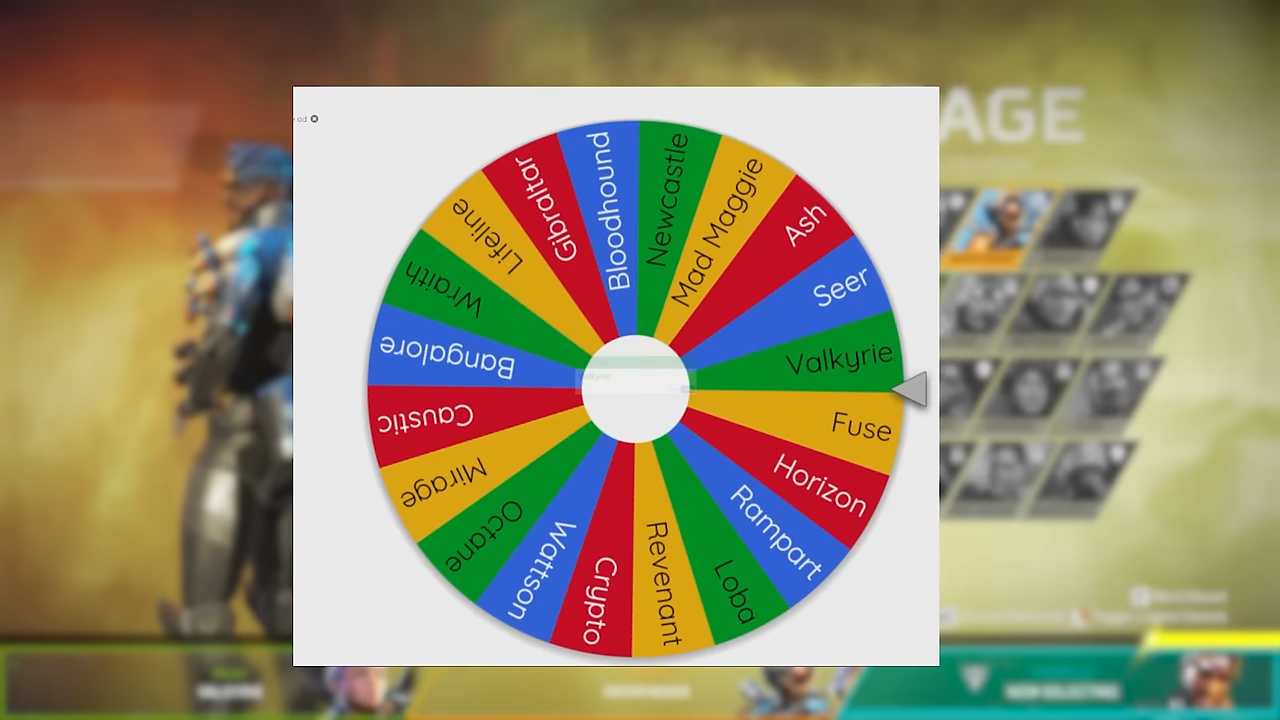 AGE
ad
Bloodhound
Newcastle
Mad Maggie
Ash
Seer
Valkyrie
Fuse
Horizon
Rampart
Loba
Revenant
Crypto
Wattson
Octane
Mirage
Caustic
Bangalore
Wraith
Lifeline
Gibraltar